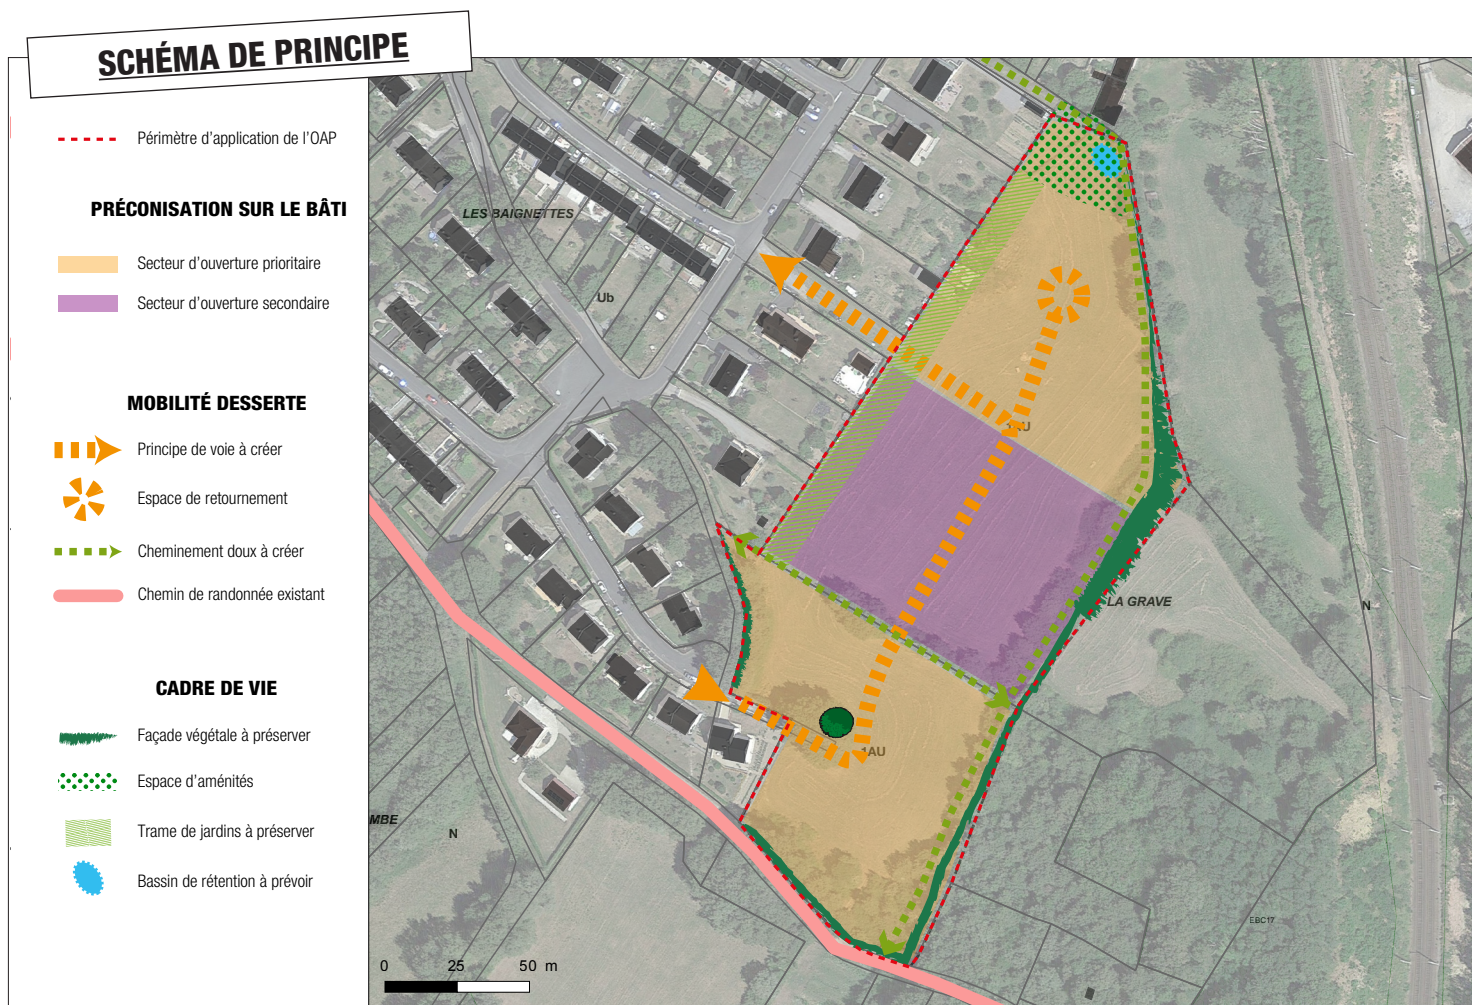 SCHÉMA DE PRINCIPE
Périmètre d'application de l'OAP
PRÉCONISATION SUR LE BÂTI
Secteur d'ouverture prioritaire
Secteur d'ouverture secondaire
MOBILITÉ DESSERTE
Principe de voie à créer
Espace de retournement
Cheminement doux à créer
Chemin de randonnée existant
CADRE DE VIE
Façade végétale à préserver
Espace d'aménités
Trame de jardins à préserver
Bassin de rétention à prévoir
LES BAIGNETTES
Ub
LA GRAVE
N
1AU
MBE
N
EBC17
0 25 50 m